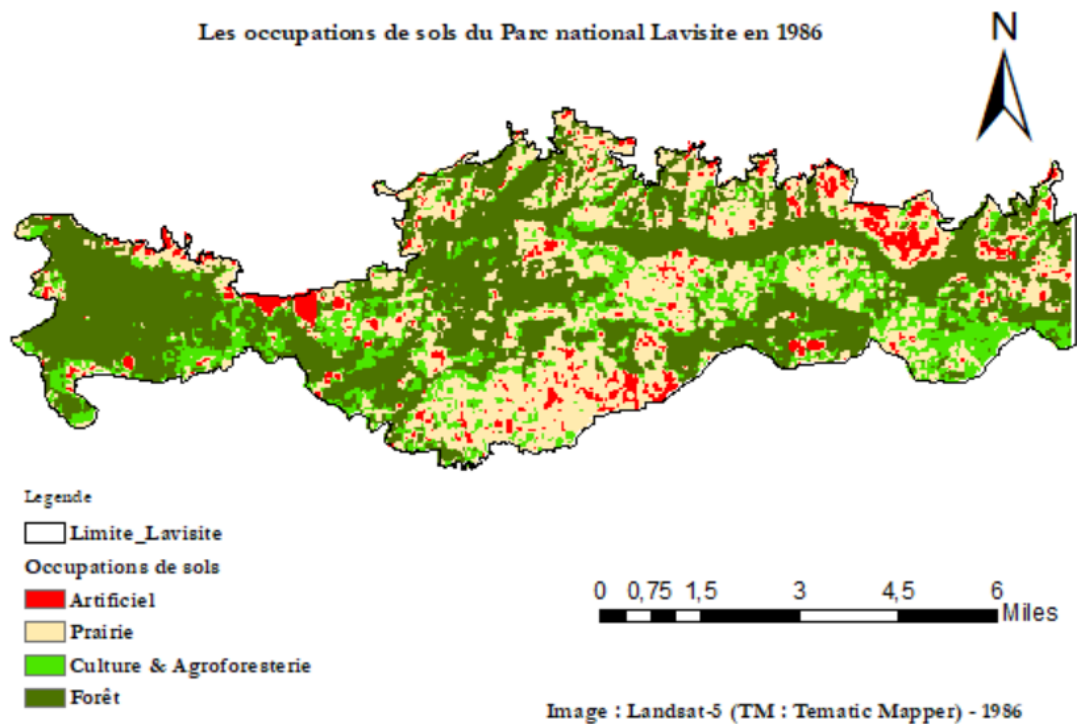 Les occupations de sols du Parc national Lavisite en 1986
N
Legende
Limite_Lavisite
Occupations de sols
Artificiel
Prairie
Culture & Agroforesterie
Forêt
0 0,75 1,5 3 4,5 6
Miles
Image : Landsat-5 (TM : Tematic Mapper) - 1986